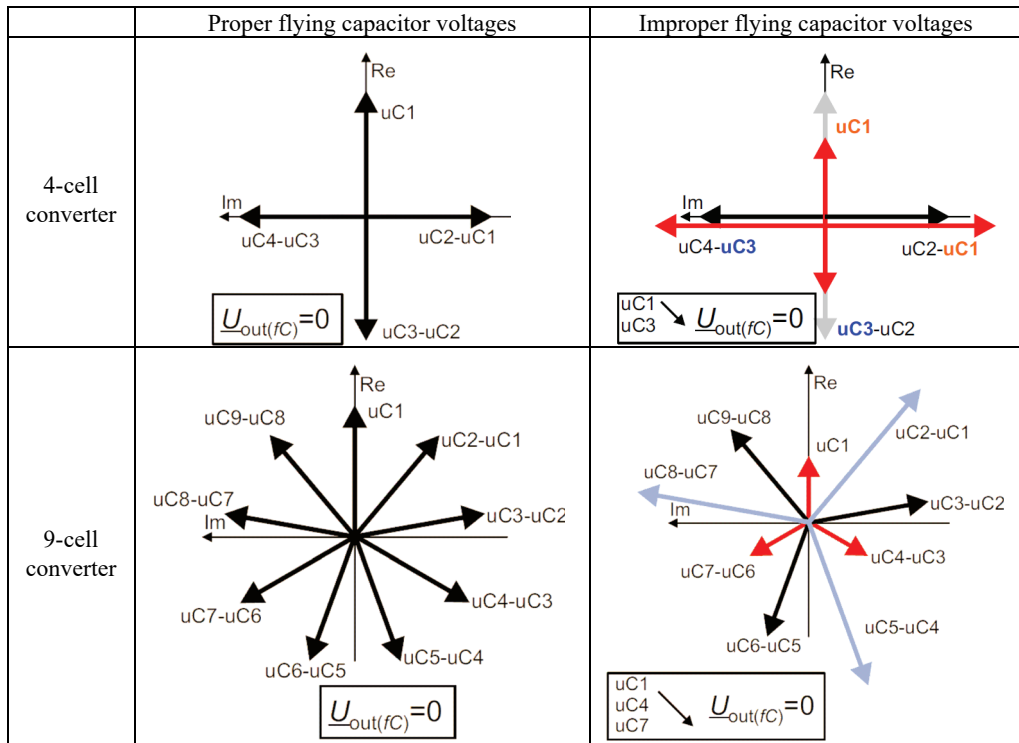 Proper flying capacitor voltages
Improper flying capacitor voltages
4-cell
converter
Re
uC1
Im
uC4-uC3
uC2-uC1
U̲out(fC)=0
uC3-uC2
Re
uC1
Im
uC4-uC3
uC2-uC1
uC1
uC3
U̲out(fC)=0
uC3-uC2
9-cell
converter
Re
uC1
uC9-uC8
uC2-uC1
uC8-uC7
uC3-uC2
Im
uC7-uC6
uC4-uC3
uC6-uC5
uC5-uC4
U̲out(fC)=0
Re
uC9-uC8
uC1
uC2-uC1
uC8-uC7
uC3-uC2
Im
uC7-uC6
uC4-uC3
uC6-uC5
uC5-uC4
uC1
uC4
uC7
U̲out(fC)=0